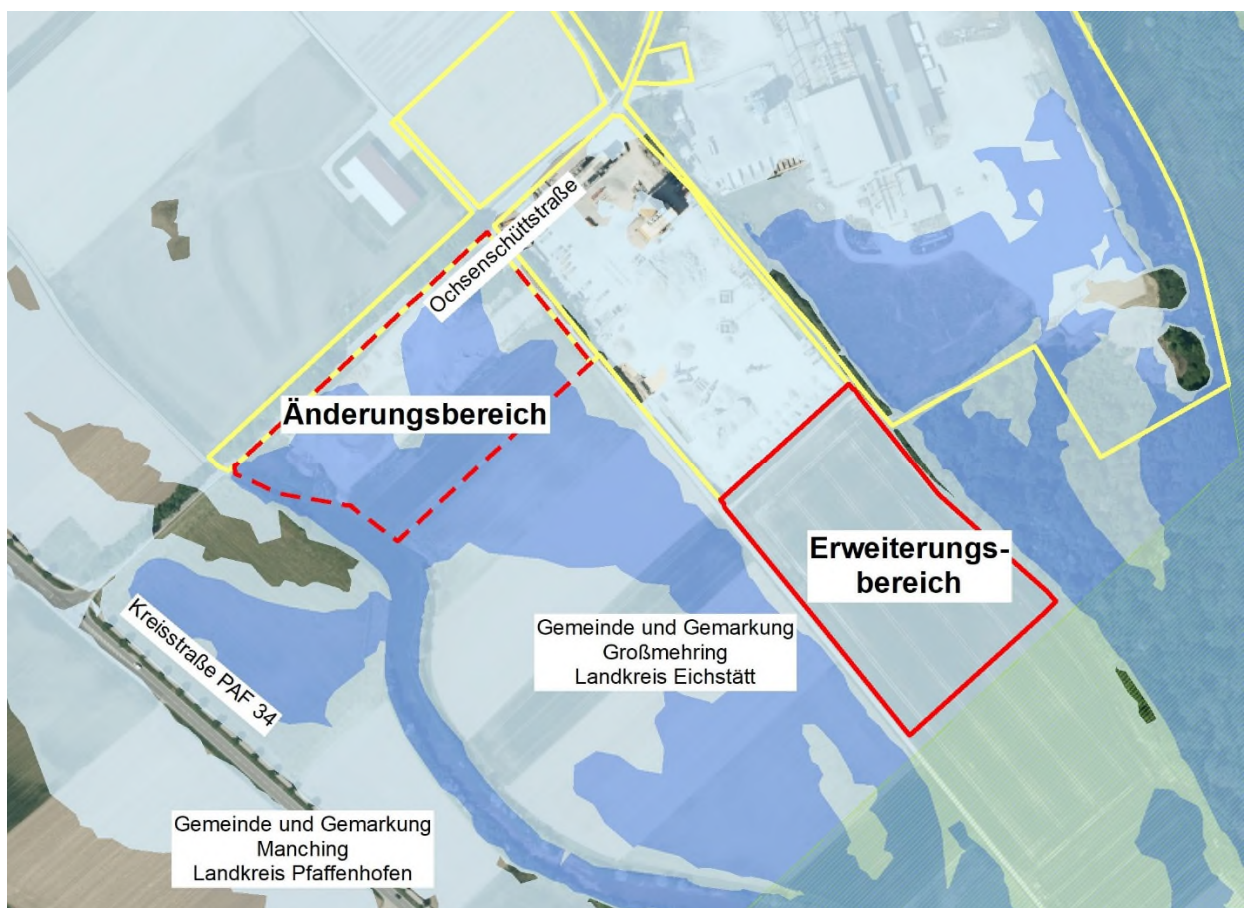 Ochsenschüttstraße
Änderungsbereich
Erweiterungs-
bereich
Kreisstraße PAF 34
Gemeinde und Gemarkung
Großmehring
Landkreis Eichstätt
Gemeinde und Gemarkung
Manching
Landkreis Pfaffenhofen